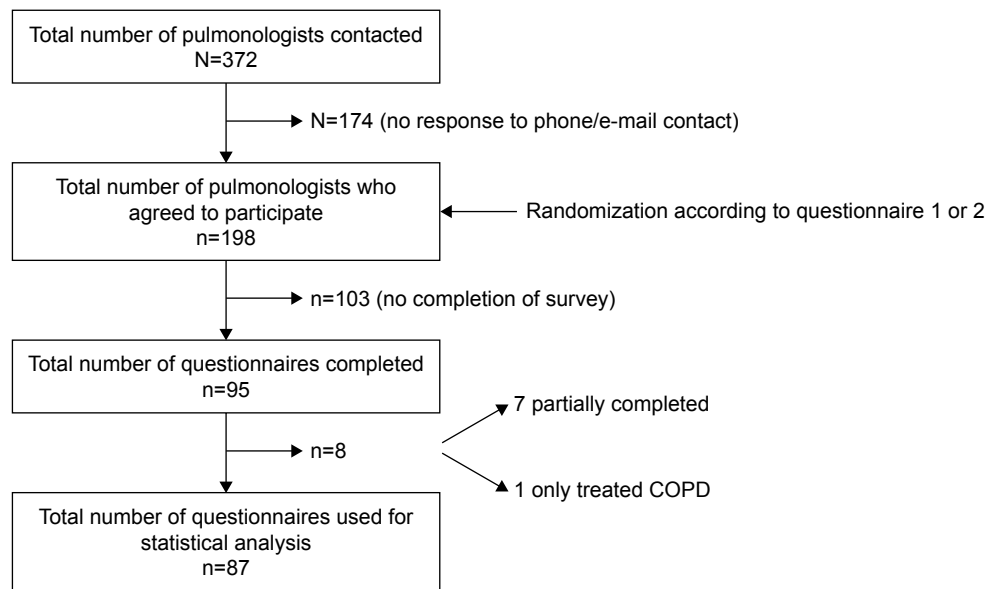 Total number of pulmonologists contacted
N=372
N=174 (no response to phone/e-mail contact)
Total number of pulmonologists who
agreed to participate
n=198
Randomization according to questionnaire 1 or 2
n=103 (no completion of survey)
Total number of questionnaires completed
n=95
7 partially completed
n=8
1 only treated COPD
Total number of questionnaires used for
statistical analysis
n=87